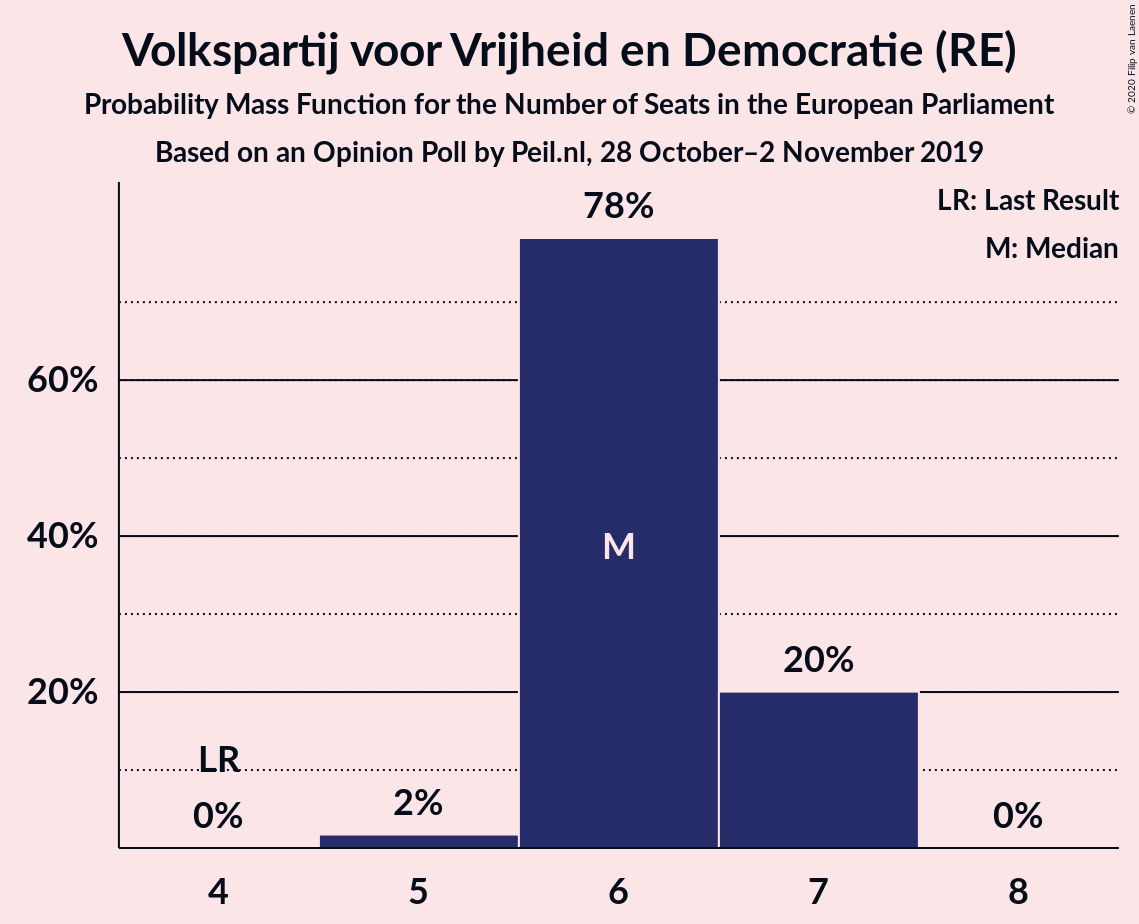 Volkspartij voor Vrijheid en Democratie (RE)
Probability Mass Function for the Number of Seats in the European Parliament
Based on an Opinion Poll by Peil.nl, 28 October–2 November 2019
© 2020 Filip van Laenen
LR: Last Result
M: Median
78%
60%
40%
M
20%
20%
LR
0%
2%
0%
4
5
6
7
8